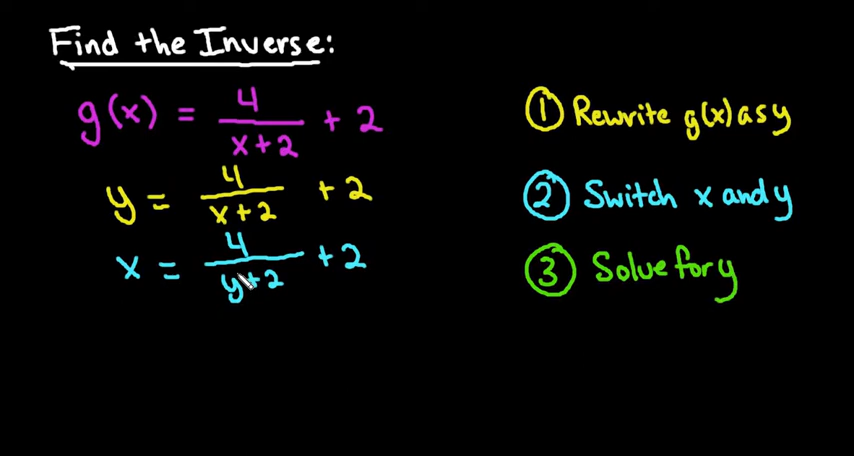 Find the Inverse:
g(x) = 4/(x+2) + 2
y = 4/(x+2) + 2
x = 4/(y+2) + 2
① Rewrite g(x) as y
② Switch x and y
③ Solve for y